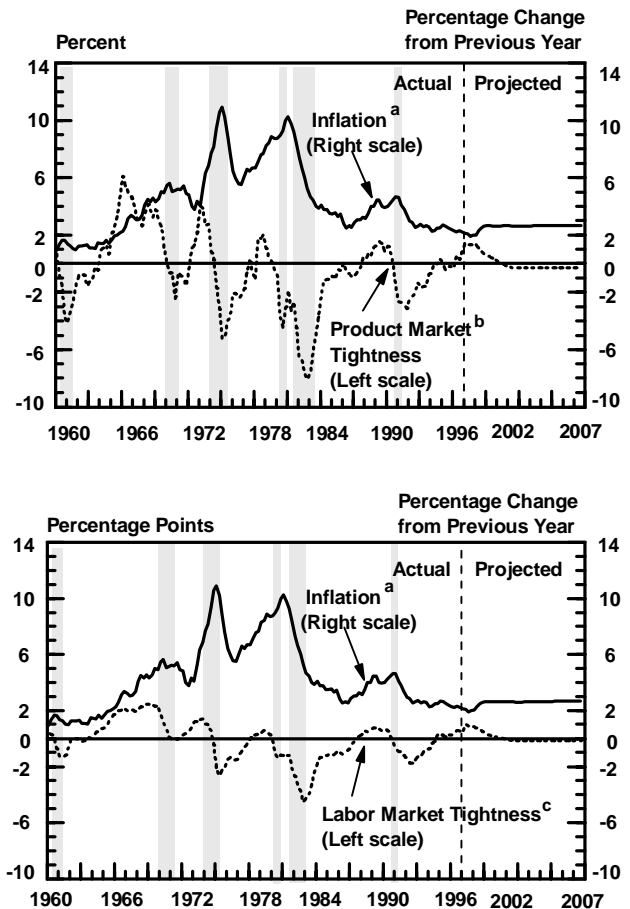 Percentage Change
Percent from Previous Year
14 14
Actual Projected
10 Inflation a 10
(Right scale)
6 6
2 2
0 0
-2 -2
Product Market b
Tightness
-6 (Left scale) -6
-10 -10
1960 1966 1972 1978 1984 1990 1996 2002 2007
Percentage Change
Percentage Points from Previous Year
14 14
Actual Projected
10 Inflation a 10
(Right scale)
6 6
2 2
0 0
-2 -2
Labor Market Tightness c
-6 (Left scale) -6
-10 -10
1960 1966 1972 1978 1984 1990 1996 2002 2007